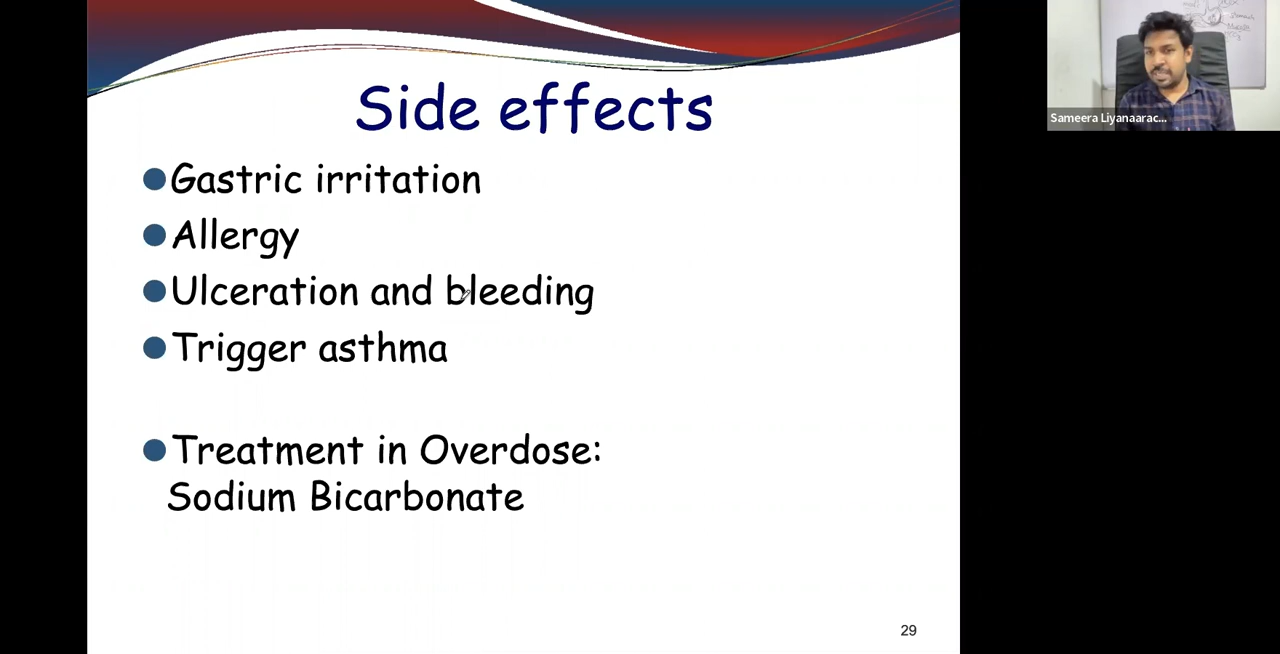 Side effects
Gastric irritation
Allergy
Ulceration and bleeding
Trigger asthma
Treatment in Overdose:
Sodium Bicarbonate
29
Sameera Liyanaarac...